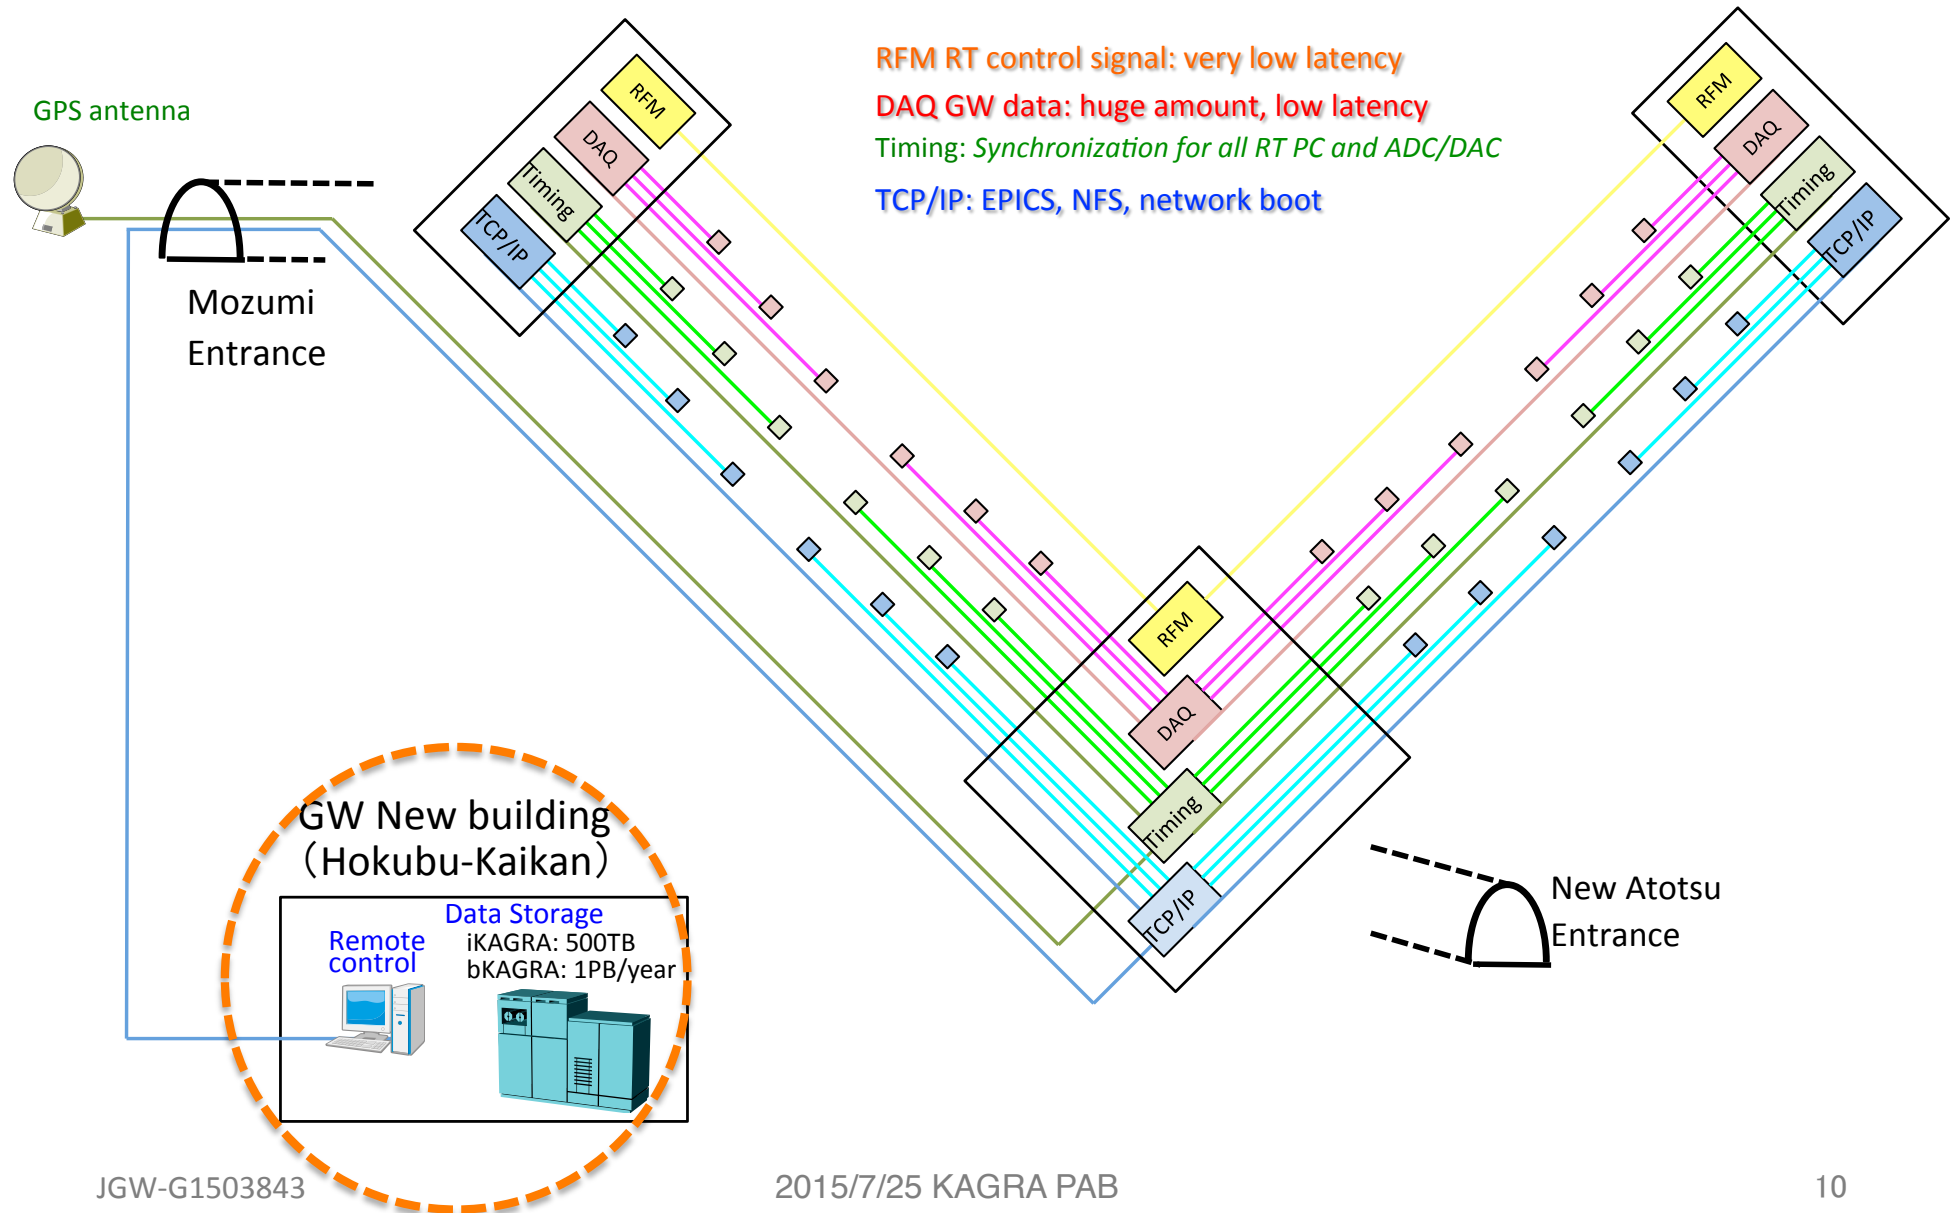 RFM RT control signal: very low latency
DAQ GW data: huge amount, low latency
Timing: Synchronization for all RT PC and ADC/DAC
TCP/IP: EPICS, NFS, network boot
GPS antenna
Mozumi
Entrance
RFM
DAQ
Timing
TCP/IP
RFM
DAQ
Timing
TCP/IP
RFM
DAQ
Timing
TCP/IP
New Atotsu
Entrance
GW New building
（Hokubu-Kaikan）
Data Storage
iKAGRA: 500TB
bKAGRA: 1PB/year
Remote
control
JGW-G1503843
2015/7/25 KAGRA PAB
10